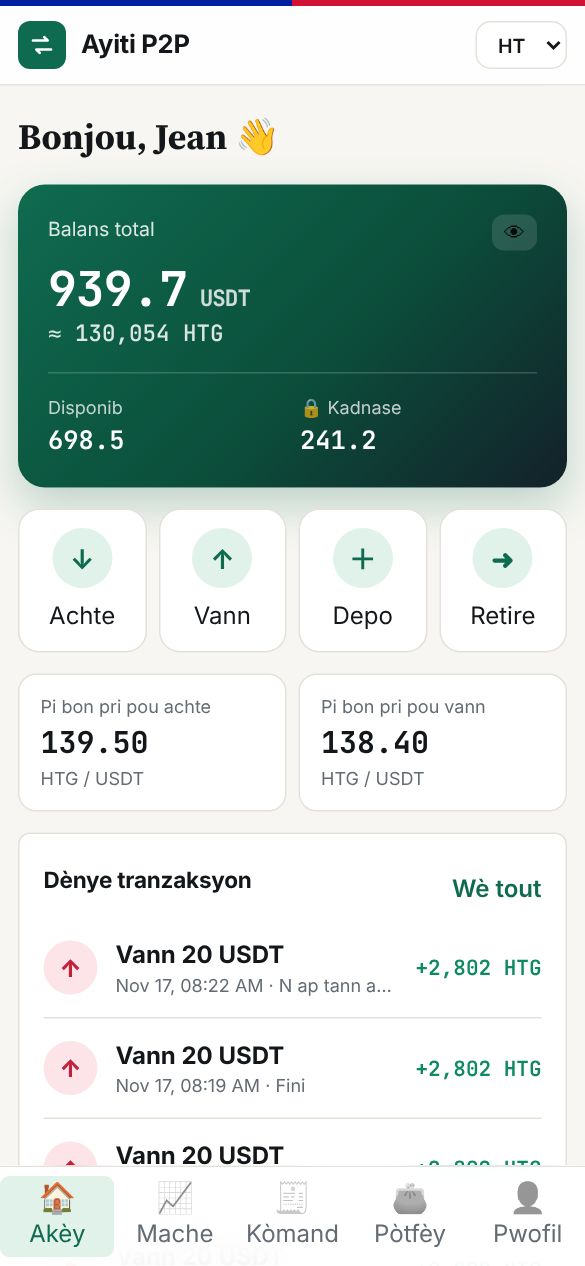 Ayiti P2P
HT
Bonjou, Jean 👋
Balans total
939.7 USDT
≈ 130,054 HTG
Disponib
🔒 Kadnase
698.5
241.2
Achte
Vann
Depo
Retire
Pi bon pri pou achte
139.50
HTG / USDT
Pi bon pri pou vann
138.40
HTG / USDT
Dènye tranzaksyon
Wè tout
Vann 20 USDT
Nov 17, 08:22 AM · N ap tann a...
+2,802 HTG
Vann 20 USDT
Nov 17, 08:19 AM · Fini
+2,802 HTG
Vann 20 USDT
Akèy
Mache
Kòmand
Pòtfèy
Pwofil